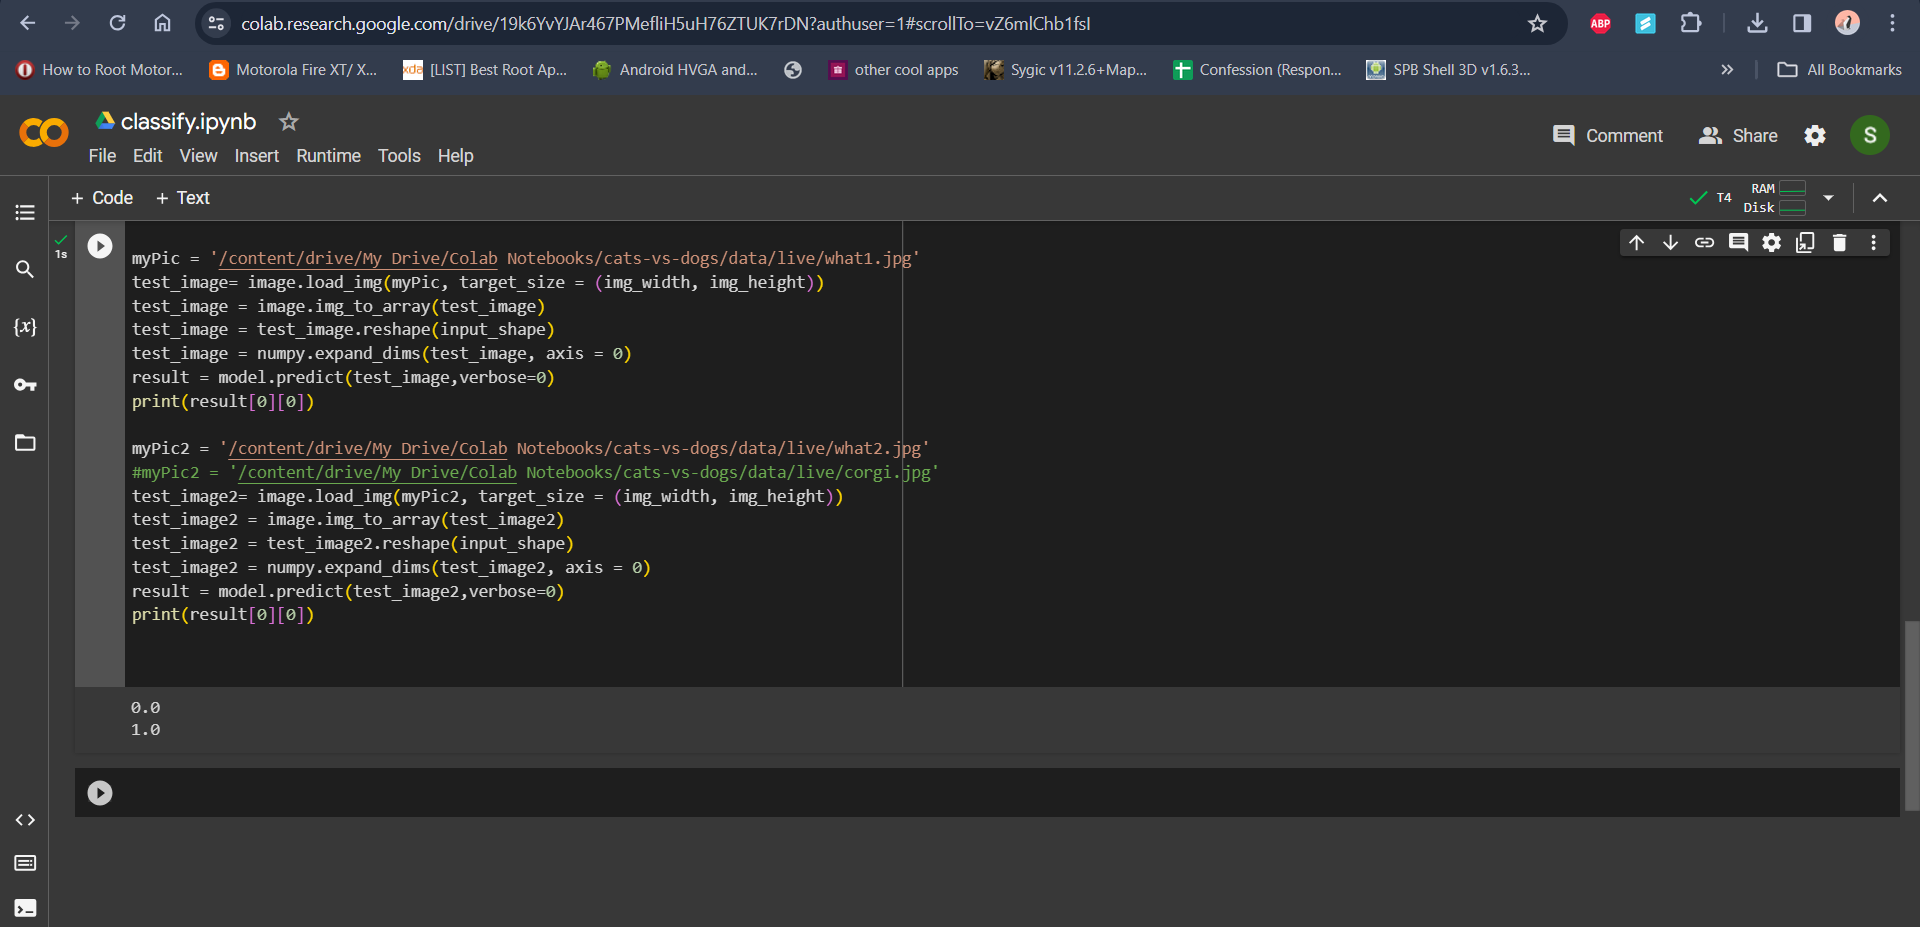 colab.research.google.com/drive/19k6YvYJAr467PMefliH5uH76ZTUK7rDN?authuser=1#scrollTo=vZ6mlChb1fsI
ABP
How to Root Motor... Motorola Fire XT/ X... xda [LIST] Best Root Ap... Android HVGA and... other cool apps Sygic v11.2.6+Map... Confession (Respon... SPB Shell 3D v1.6.3... » All Bookmarks
classify.ipynb
Comment Share S
File Edit View Insert Runtime Tools Help
+ Code + Text
T4 RAM
Disk
1s
{x}
myPic = '/content/drive/My Drive/Colab Notebooks/cats-vs-dogs/data/live/what1.jpg'
test_image= image.load_img(myPic, target_size = (img_width, img_height))
test_image = image.img_to_array(test_image)
test_image = test_image.reshape(input_shape)
test_image = numpy.expand_dims(test_image, axis = 0)
result = model.predict(test_image,verbose=0)
print(result[0][0])
myPic2 = '/content/drive/My Drive/Colab Notebooks/cats-vs-dogs/data/live/what2.jpg'
#myPic2 = '/content/drive/My Drive/Colab Notebooks/cats-vs-dogs/data/live/corgi.jpg'
test_image2= image.load_img(myPic2, target_size = (img_width, img_height))
test_image2 = image.img_to_array(test_image2)
test_image2 = test_image2.reshape(input_shape)
test_image2 = numpy.expand_dims(test_image2, axis = 0)
result = model.predict(test_image2,verbose=0)
print(result[0][0])
0.0
1.0